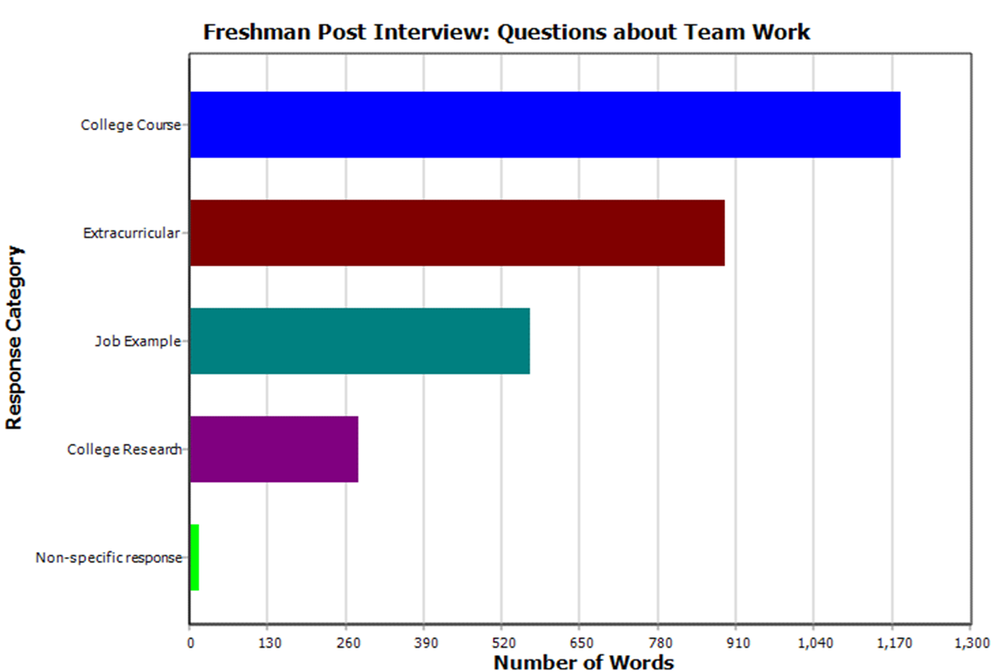 Freshman Post Interview: Questions about Team Work
Response Category
College Course
Extracurricular
Job Example
College Research
Non-specific response
0 130 260 390 520 650 780 910 1,040 1,170 1,300
Number of Words